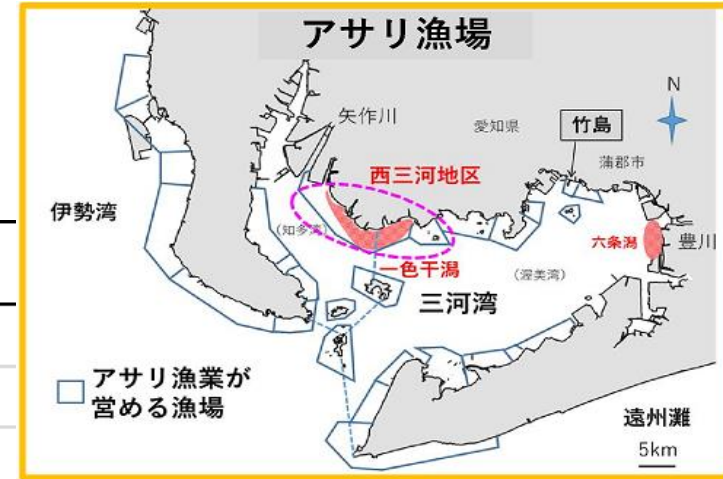 アサリ漁場
N
矢作川
愛知県
竹島
蒲郡市
西三河地区
伊勢湾
(知多湾)
六条潟
豊川
一色干潟
(渥美湾)
三河湾
アサリ漁業が
営める漁場
遠州灘
5km